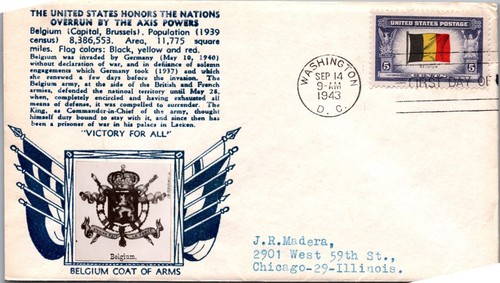 THE UNITED STATES HONORS THE NATIONS
OVERRUN BY THE AXIS POWERS
Belgium (Capital, Brussels), Population (1939
census) 8,386,553. Area, 11,775 square
miles. Flag colors: Black, yellow and red.
Belgium was invaded by Germany (May 10, 1940)
without declaration of war, and in defiance of solemn
engagements which Germany took (1937) and which
she renewed a few days before the invasion. The
Belgium army, at the side of the British and French
armies, defended the national territory until May 28,
when, completely encircled and having exhausted all
means of defense, it was compelled to surrender. The
King, as Commander-in-Chief of the army, thought
himself duty bound to stay with it, and since then has
been a prisoner of war in his palace in Laeken.
"VICTORY FOR ALL"
Belgium.
BELGIUM COAT OF ARMS
WASHINGTON
SEP 14
9-AM
1943
D. C.
UNITED STATES POSTAGE
5 CENTS 5
FIRST DAY OF
J.R.Madera,
2901 West 59th St.,
Chicago-29-Illinois.